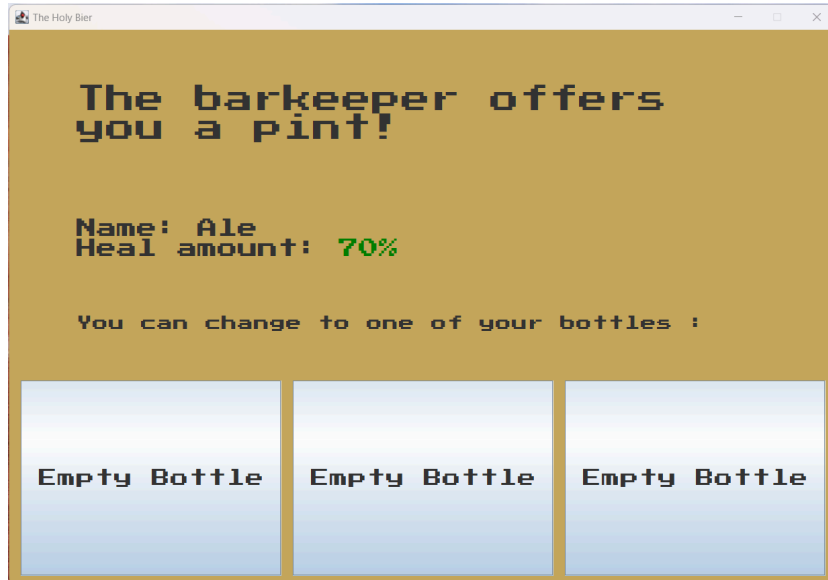 The Holy Bier
The barkeeper offers
you a pint!
Name: Ale
Heal amount: 70%
You can change to one of your bottles :
Empty Bottle Empty Bottle Empty Bottle